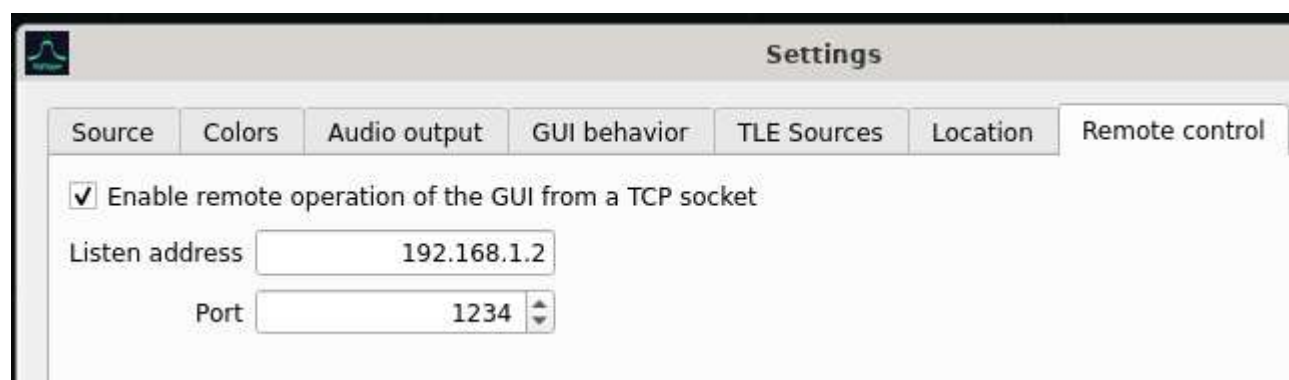 Settings
Source Colors Audio output GUI behavior TLE Sources Location Remote control
Enable remote operation of the GUI from a TCP socket
Listen address 192.168.1.2
Port 1234